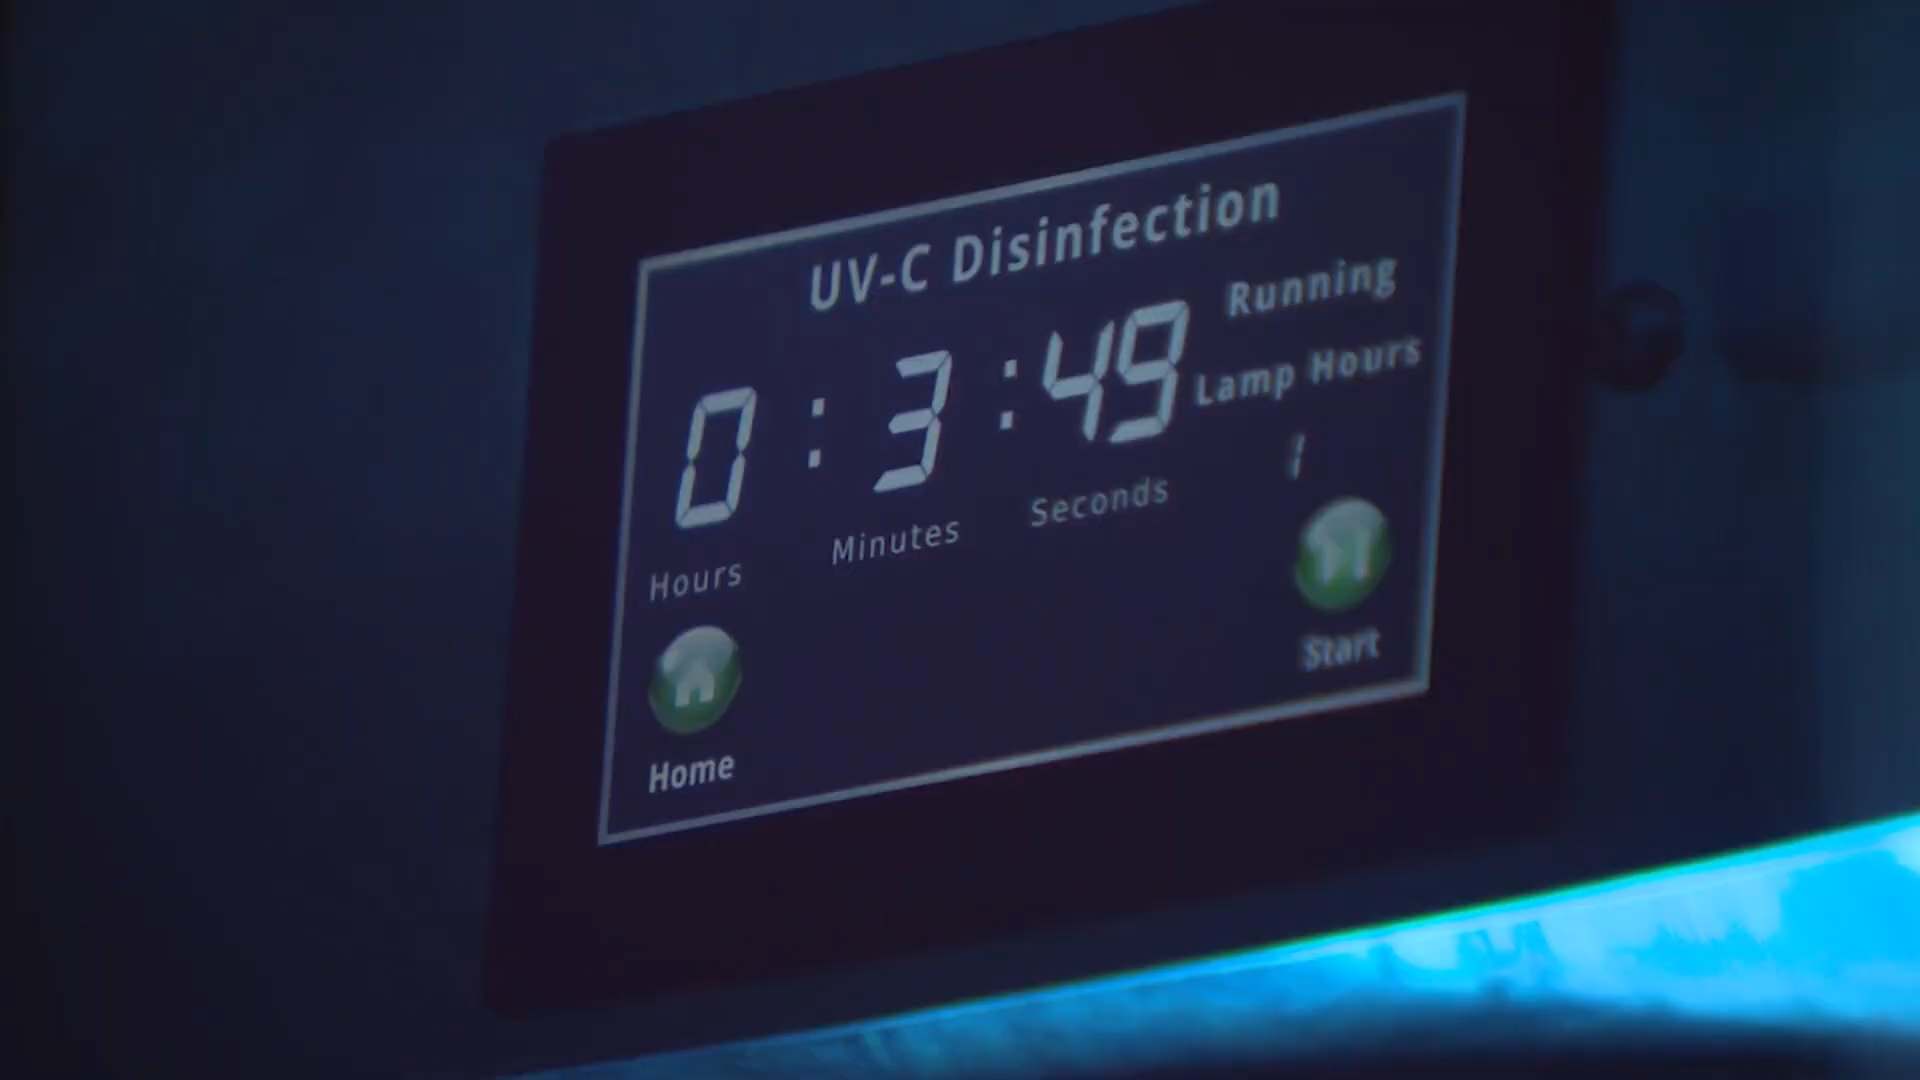 UV-C Disinfection
Running
0 : 3 : 49
Lamp Hours
1
Hours Minutes Seconds
Home
Start